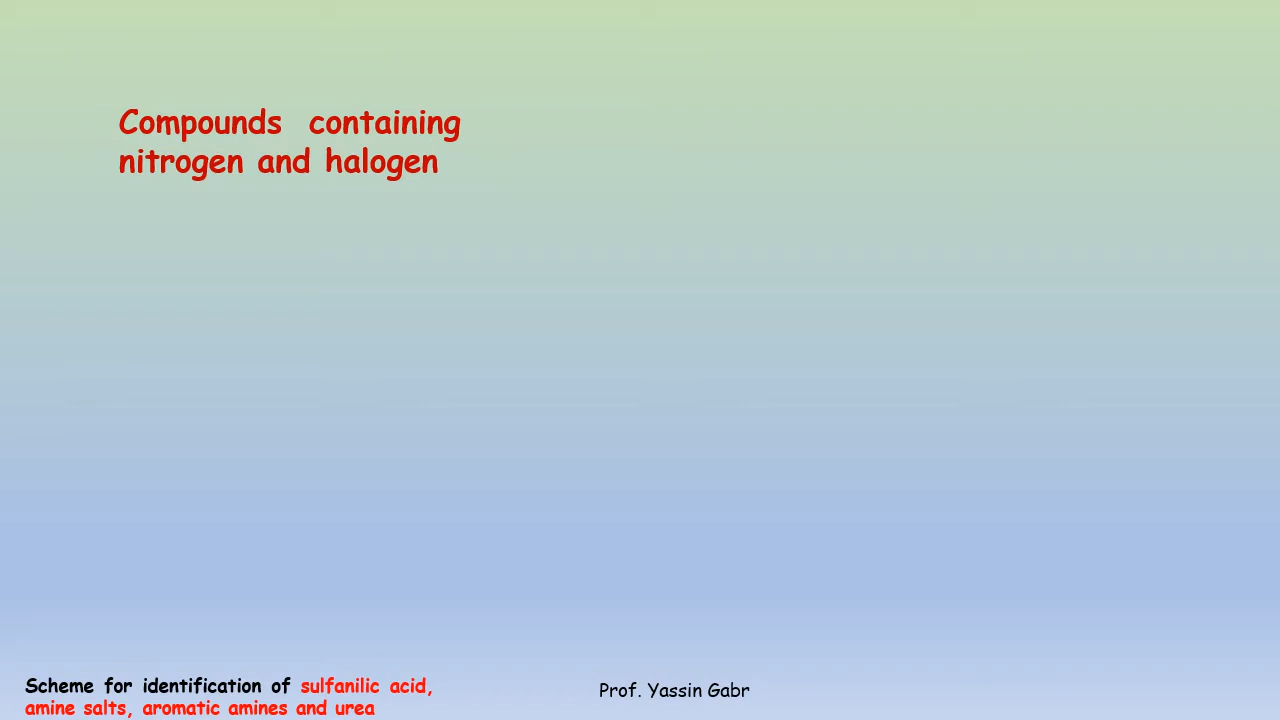 Compounds containing
nitrogen and halogen
Scheme for identification of sulfanilic acid,
amine salts, aromatic amines and urea
Prof. Yassin Gabr